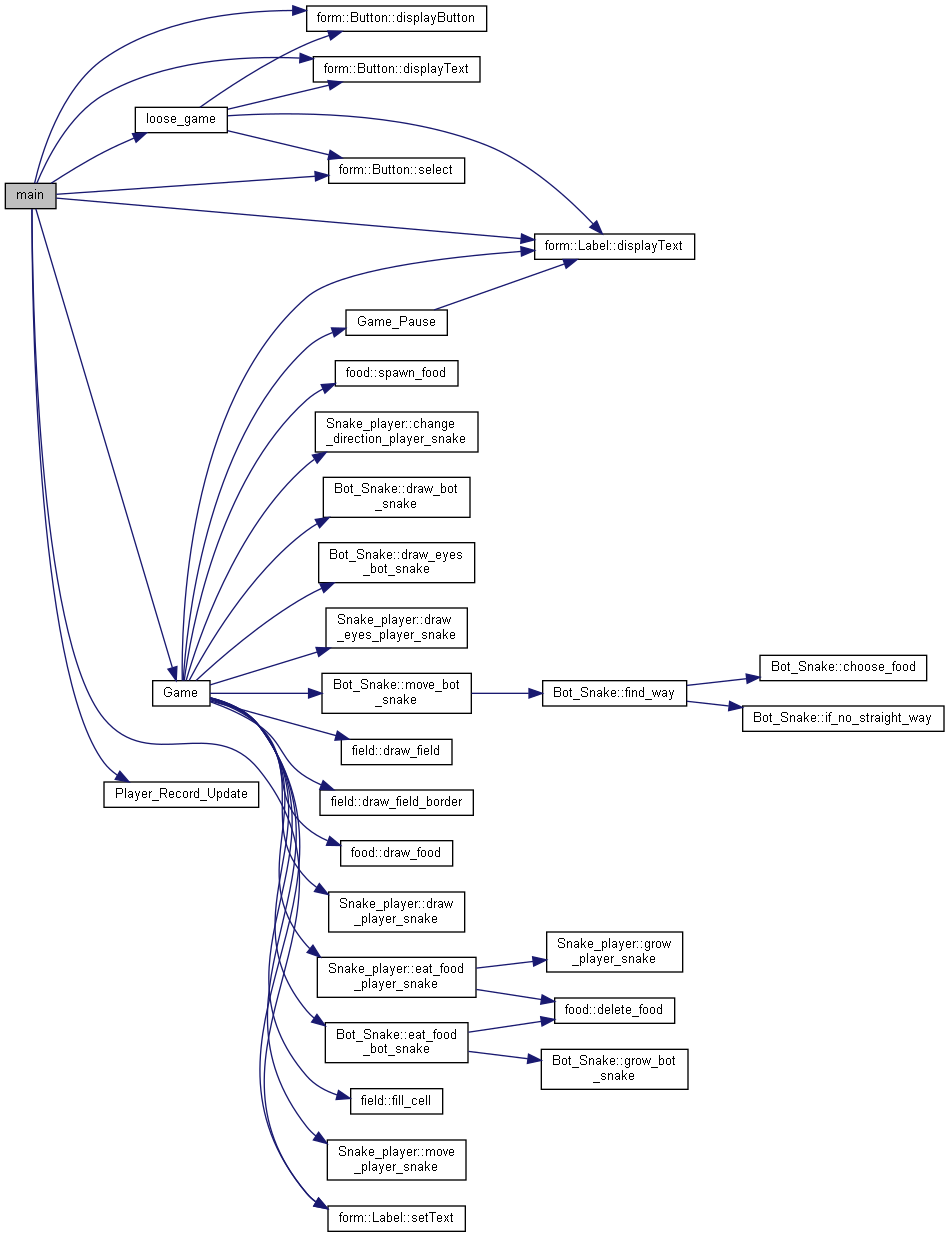 form::Button::displayButton
form::Button::displayText
loose_game
form::Button::select
main
form::Label::displayText
Game_Pause
food::spawn_food
Snake_player::change
_direction_player_snake
Bot_Snake::draw_bot
_snake
Bot_Snake::draw_eyes
_bot_snake
Snake_player::draw
_eyes_player_snake
Bot_Snake::choose_food
Game
Bot_Snake::move_bot
_snake
Bot_Snake::find_way
Bot_Snake::if_no_straight_way
field::draw_field
Player_Record_Update
field::draw_field_border
food::draw_food
Snake_player::draw
_player_snake
Snake_player::eat_food
_player_snake
Snake_player::grow
_player_snake
food::delete_food
Bot_Snake::eat_food
_bot_snake
Bot_Snake::grow_bot
_snake
field::fill_cell
Snake_player::move
_player_snake
form::Label::setText